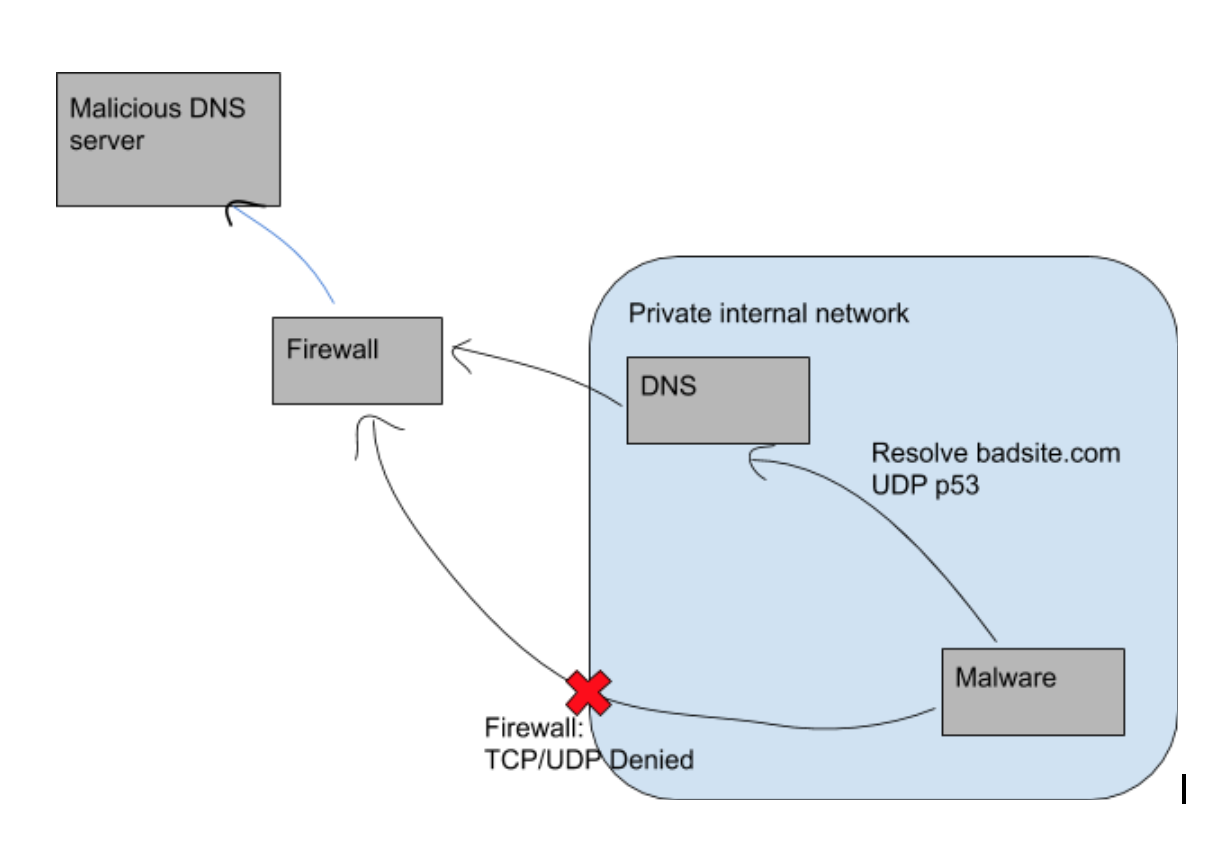 Malicious DNS
server
Firewall
Private internal network
DNS
Resolve badsite.com
UDP p53
Malware
Firewall:
TCP/UDP Denied